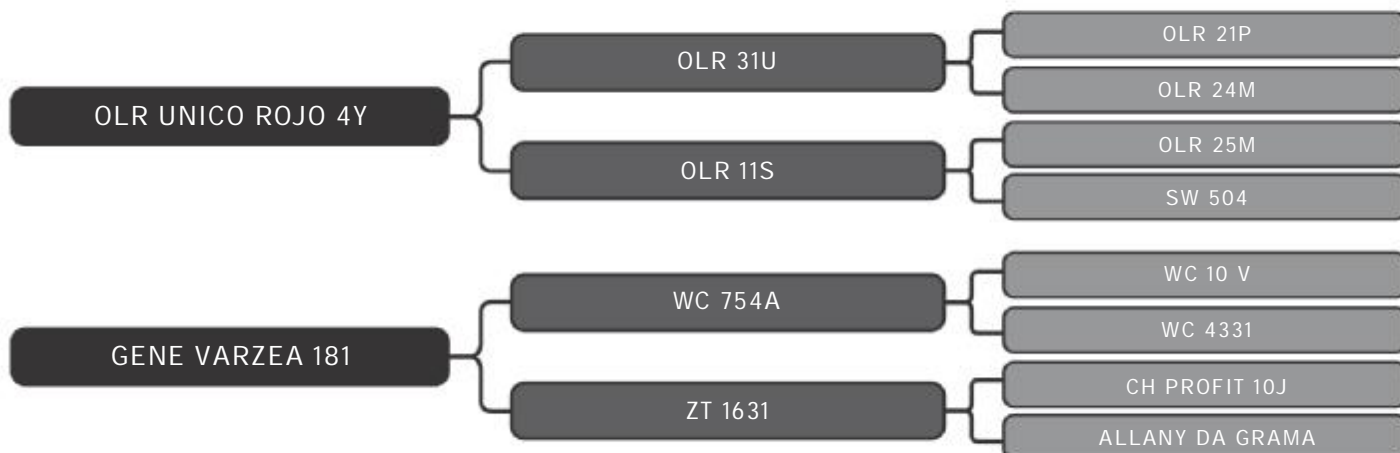 OLR UNICO ROJO 4Y
OLR 31U
OLR 21P
OLR 24M
OLR 11S
OLR 25M
SW 504
GENE VARZEA 181
WC 754A
WC 10 V
WC 4331
ZT 1631
CH PROFIT 10J
ALLANY DA GRAMA